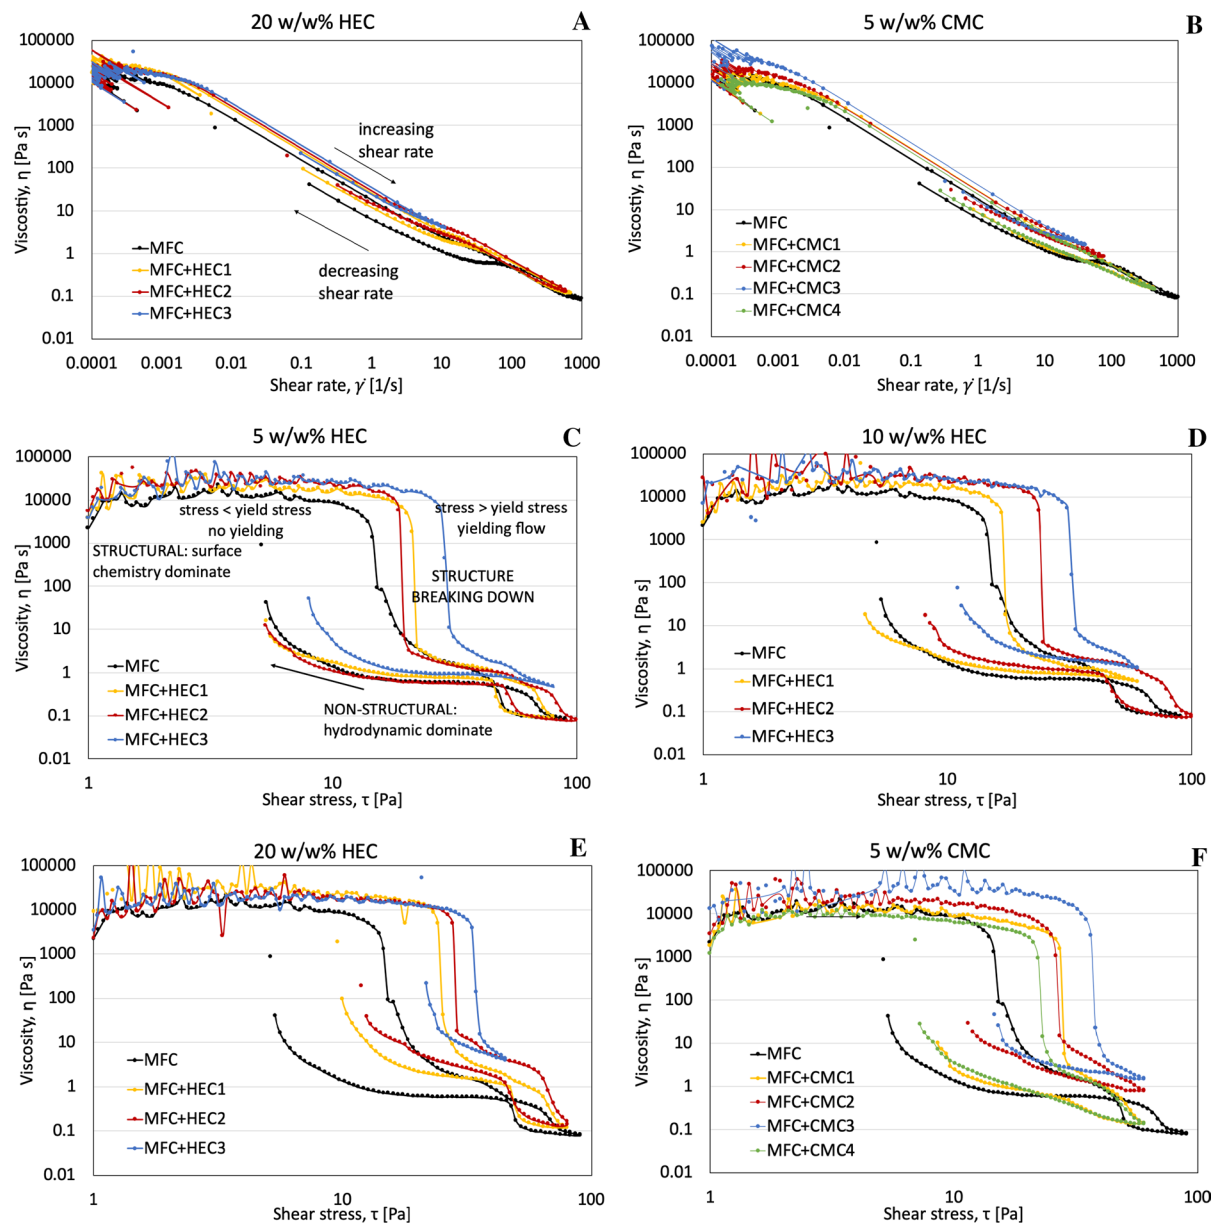 20 w/w% HEC
A
100000
10000
1000
100
10
1
0.1
0.01
Viscostiy, η [Pa s]
increasing
shear rate
decreasing
shear rate
MFC
MFC+HEC1
MFC+HEC2
MFC+HEC3
0.0001
0.01
1
100
10000
Shear rate, γ̇ [1/s]
5 w/w% CMC
B
100000
10000
1000
100
10
1
0.1
0.01
Viscostiy, η [Pa s]
MFC
MFC+CMC1
MFC+CMC2
MFC+CMC3
MFC+CMC4
0.0001 0.001 0.01 0.1 1 10 100 1000
Shear rate, γ̇ [1/s]
5 w/w% HEC
C
100000
10000
1000
100
10
1
0.1
0.01
Viscosity, η [Pa s]
stress < yield stress
no yielding
stress > yield stress
yielding flow
STRUCTURAL: surface
chemistry dominate
STRUCTURE
BREAKING DOWN
NON-STRUCTURAL:
hydrodynamic dominate
MFC
MFC+HEC1
MFC+HEC2
MFC+HEC3
1 10 100
Shear stress, τ [Pa]
10 w/w% HEC
D
100000
10000
1000
100
10
1
0.1
0.01
Viscosity, η [Pa s]
MFC
MFC+HEC1
MFC+HEC2
MFC+HEC3
1 10 100
Shear stress, τ [Pa]
20 w/w% HEC
E
100000
10000
1000
100
10
1
0.1
0.01
Viscosity, η [Pa s]
MFC
MFC+HEC1
MFC+HEC2
MFC+HEC3
1 10 100
Shear stress, τ [Pa]
5 w/w% CMC
F
100000
10000
1000
100
10
1
0.1
0.01
Viscosity, η [Pa s]
MFC
MFC+CMC1
MFC+CMC2
MFC+CMC3
MFC+CMC4
1 10 100
Shear stress, τ [Pa]